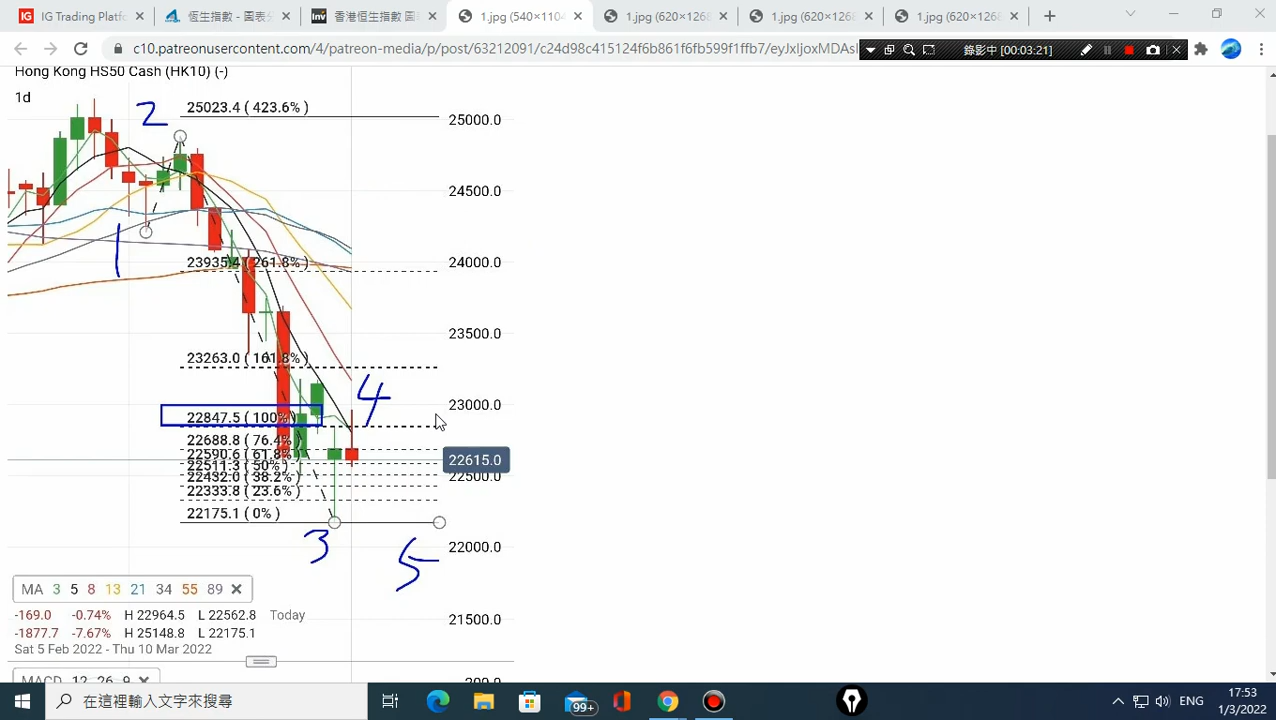 IG Trading Platfo
恆生指數 - 圖表分
香港恒生指數 圖
1.jpg (540×1104
1.jpg (620×1268
1.jpg (620×1268
1.jpg (620×1268
c10.patreonusercontent.com/4/patreon-media/p/post/63212091/c24d98c415124f6b861f6fb599f1ffb7/eyJxIjoxMDAsI
錄影中 [00:03:21]
Hong Kong HS50 Cash (HK10) (-)
1d
2
25023.4 ( 423.6% )
25000.0
24500.0
1
23935.4 ( 261.8% )
24000.0
23500.0
23263.0 ( 161.8% )
4
23000.0
22847.5 ( 100% )
22688.8 ( 76.4% )
22590.6 ( 61.8% )
22615.0
22511.3 ( 50% )
22500.0
22432.0 ( 38.2% )
22333.8 ( 23.6% )
22175.1 ( 0% )
3
5
22000.0
MA 3 5 8 13 21 34 55 89
-169.0 -0.74% H 22964.5 L 22562.8 Today
21500.0
-1877.7 -7.67% H 25148.8 L 22175.1
Sat 5 Feb 2022 - Thu 10 Mar 2022
MACD 12 26 9
200.0
在這裡輸入文字來搜尋
99+
ENG
17:53
1/3/2022